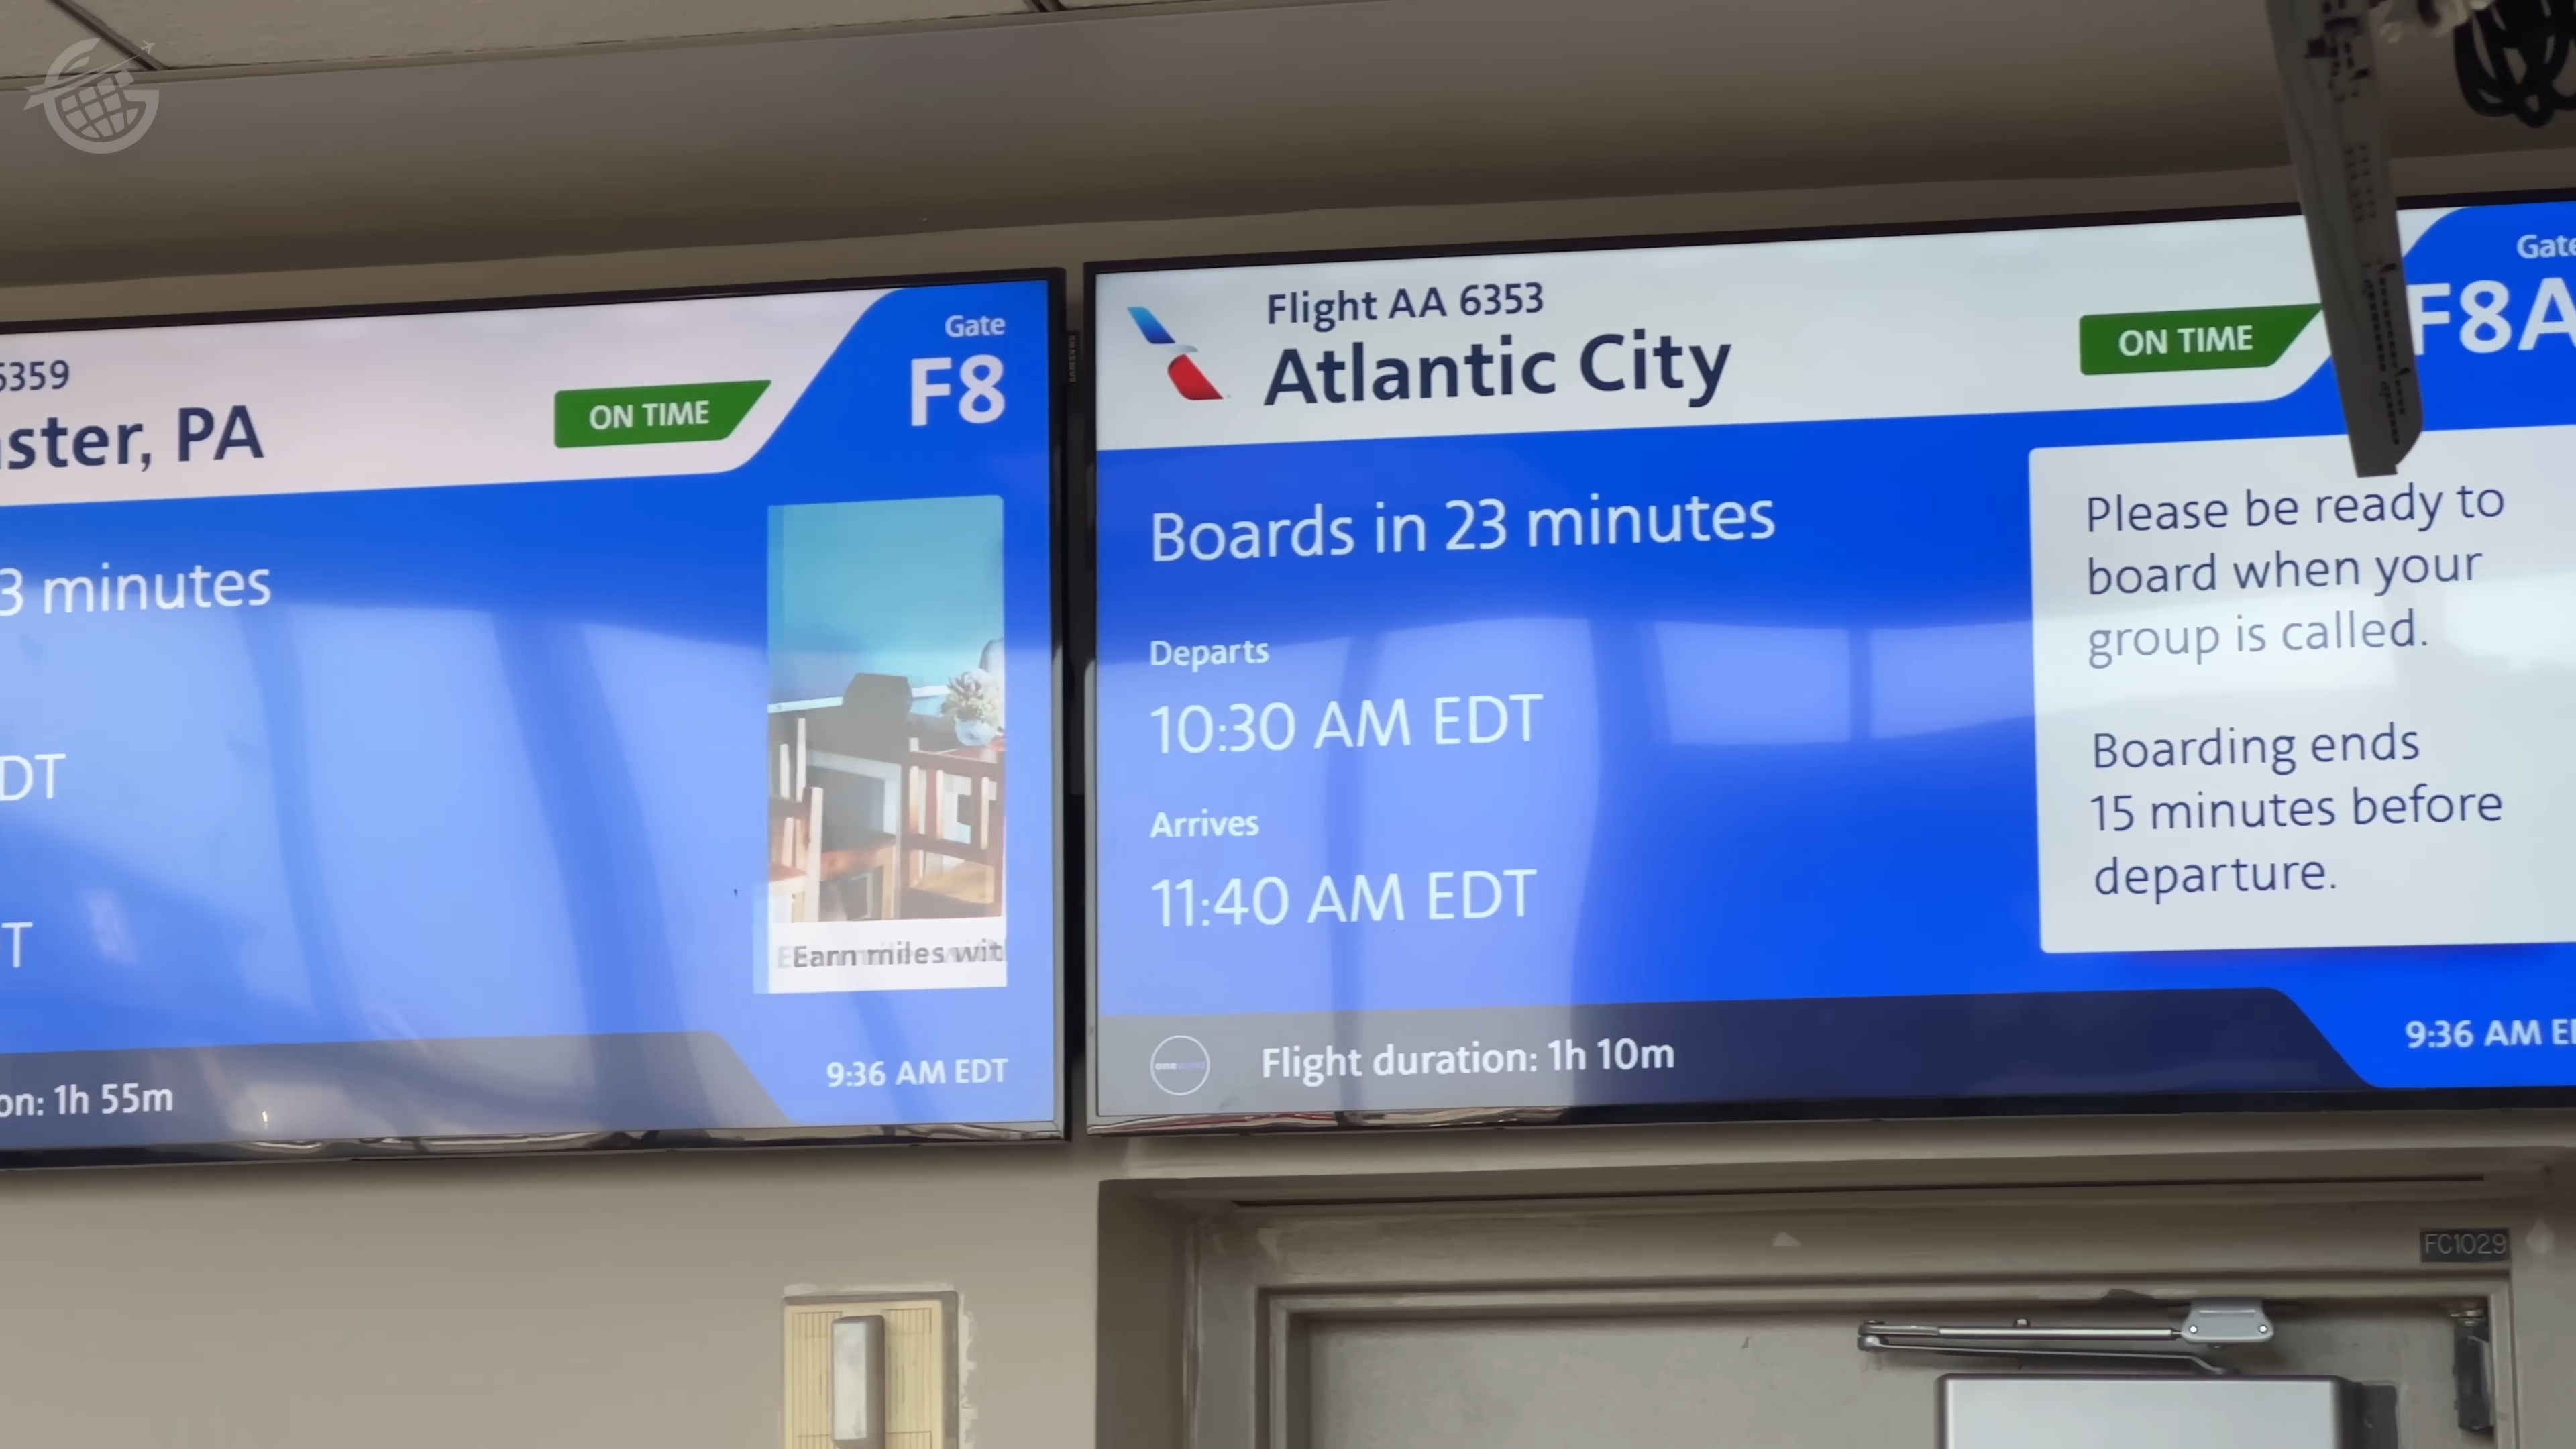 5359
ster, PA
ON TIME
Gate
F8
3 minutes
DT
T
Earn miles wit
on: 1h 55m
9:36 AM EDT
Flight AA 6353
Atlantic City
ON TIME
Gate
F8A
Boards in 23 minutes
Departs
10:30 AM EDT
Arrives
11:40 AM EDT
Please be ready to
board when your
group is called.
Boarding ends
15 minutes before
departure.
Flight duration: 1h 10m
9:36 AM E
FC1029